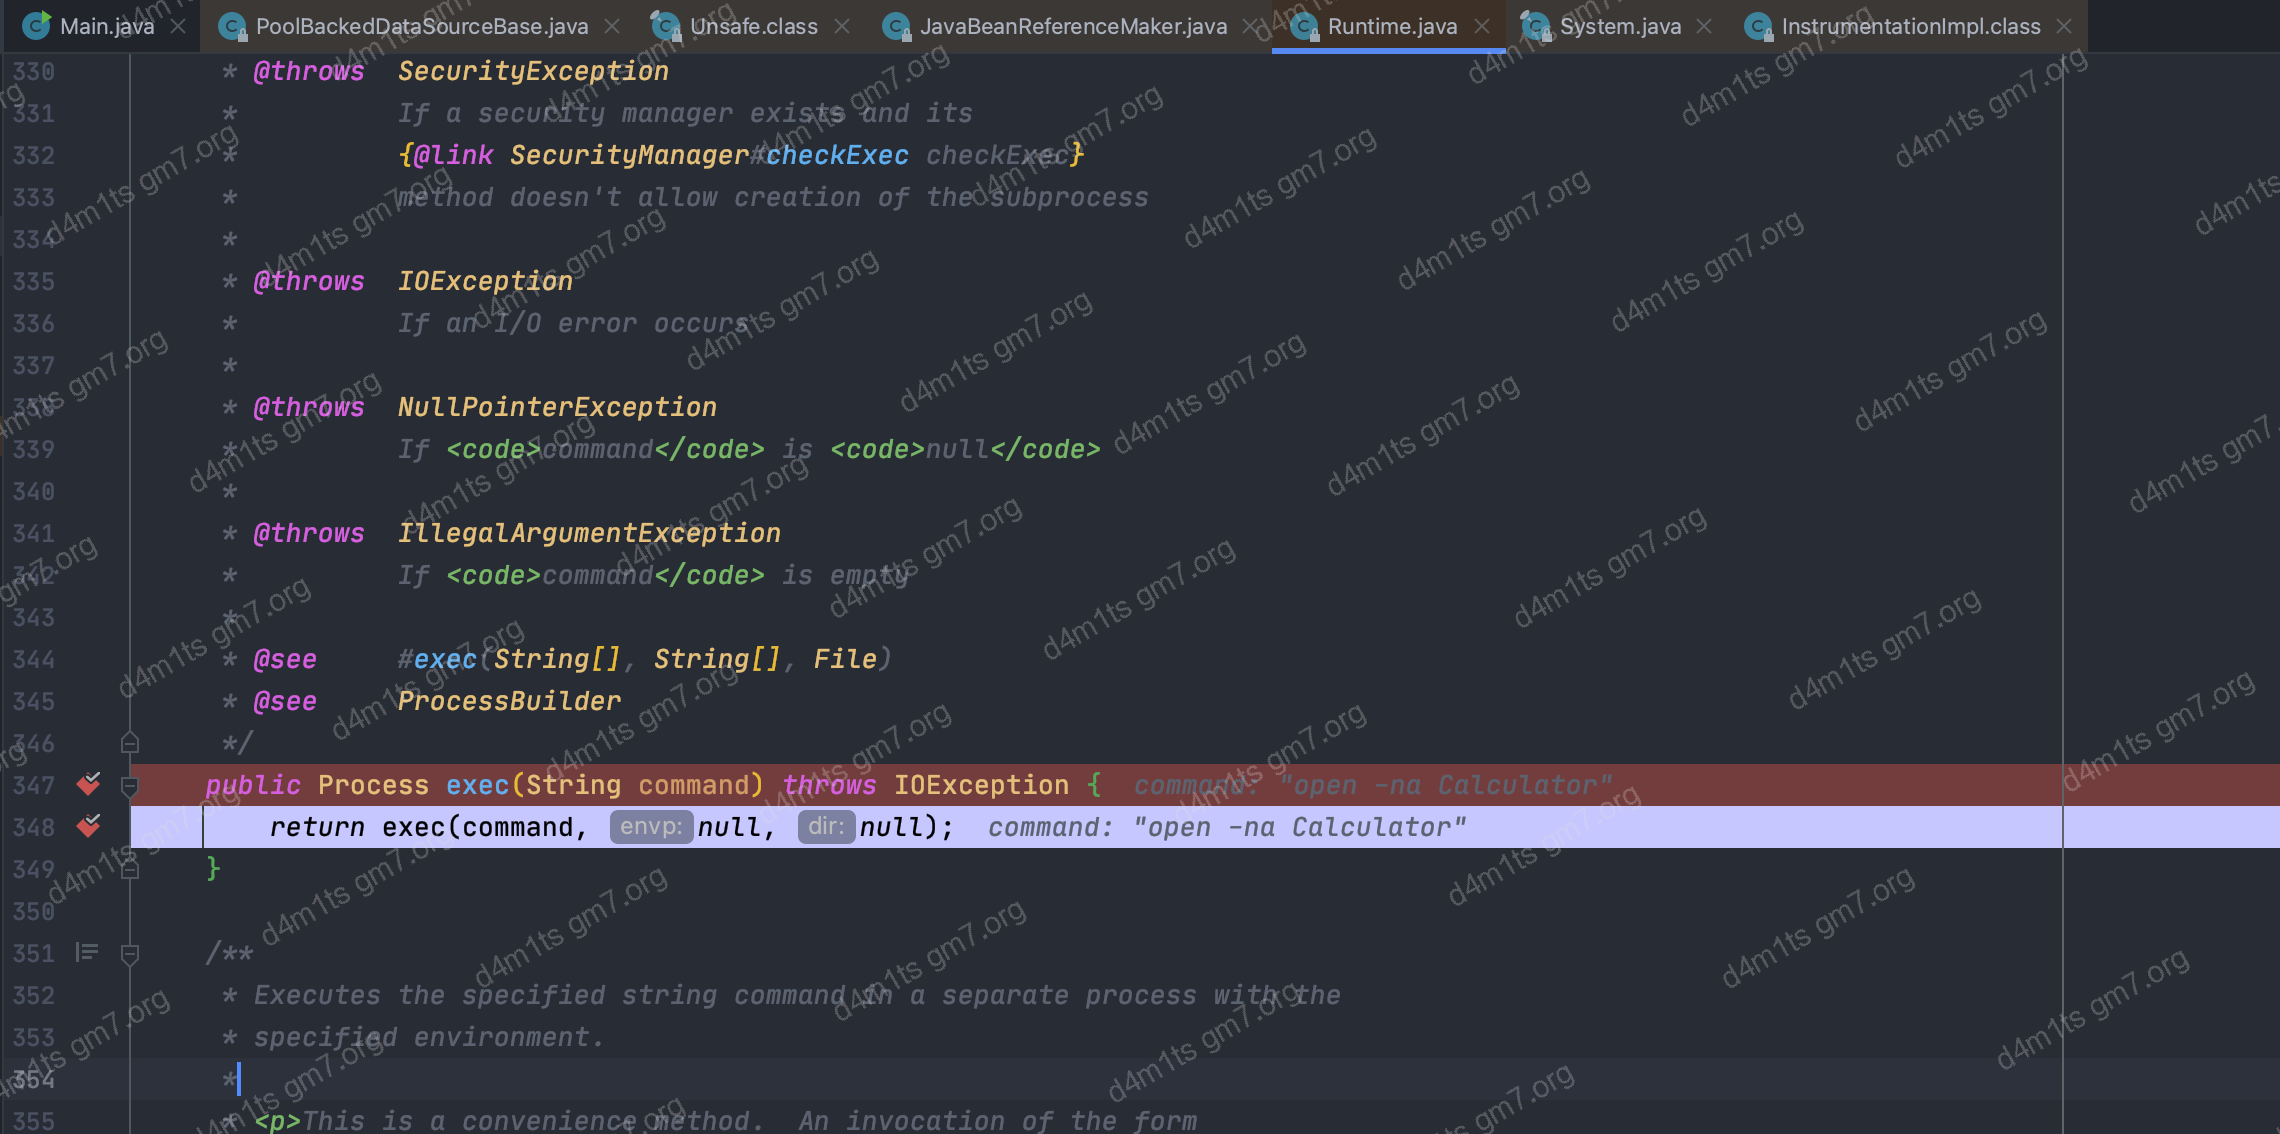 Main.java PoolBackedDataSourceBase.java Unsafe.class JavaBeanReferenceMaker.java Runtime.java System.java InstrumentationImpl.class
330 * @throws SecurityException
331 * If a security manager exists and its
332 * {@link SecurityManager#checkExec checkExec}
333 * method doesn't allow creation of the subprocess
334 *
335 * @throws IOException
336 * If an I/O error occurs
337 *
338 * @throws NullPointerException
339 * If <code>command</code> is <code>null</code>
340 *
341 * @throws IllegalArgumentException
342 * If <code>command</code> is empty
343 *
344 * @see #exec(String[], String[], File)
345 * @see ProcessBuilder
346 */
347 public Process exec(String command) throws IOException { command: "open -na Calculator"
348 return exec(command, envp: null, dir: null); command: "open -na Calculator"
349 }
350
351 /**
352 * Executes the specified string command in a separate process with the
353 * specified environment.
354 *
355 * <p>This is a convenience method. An invocation of the form
d4m1ts gm7.org